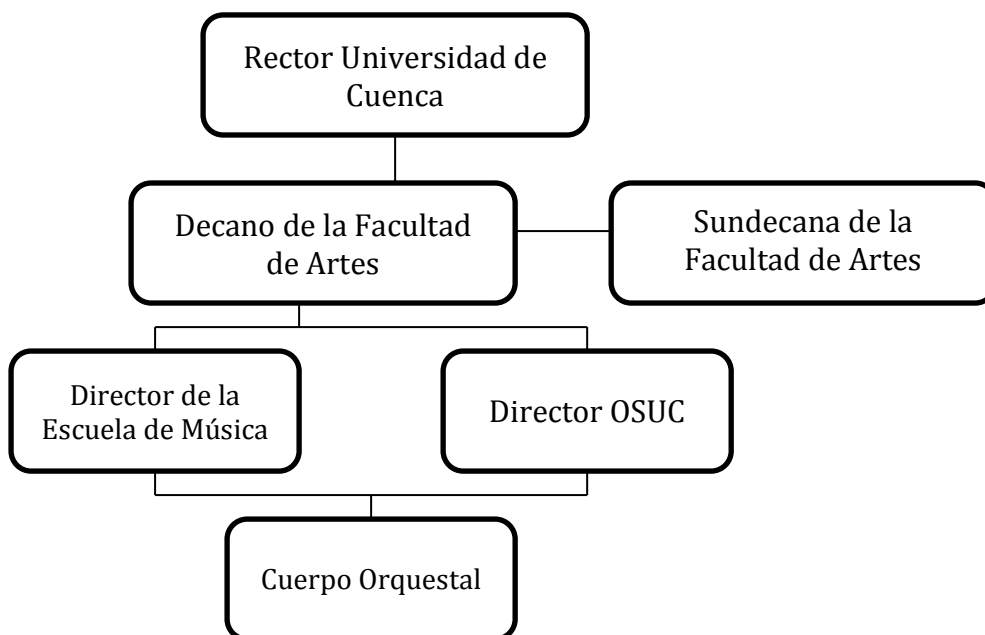 Rector Universidad de
Cuenca
Decano de la Facultad
de Artes
Sundecana de la
Facultad de Artes
Director de la
Escuela de Música
Director OSUC
Cuerpo Orquestal